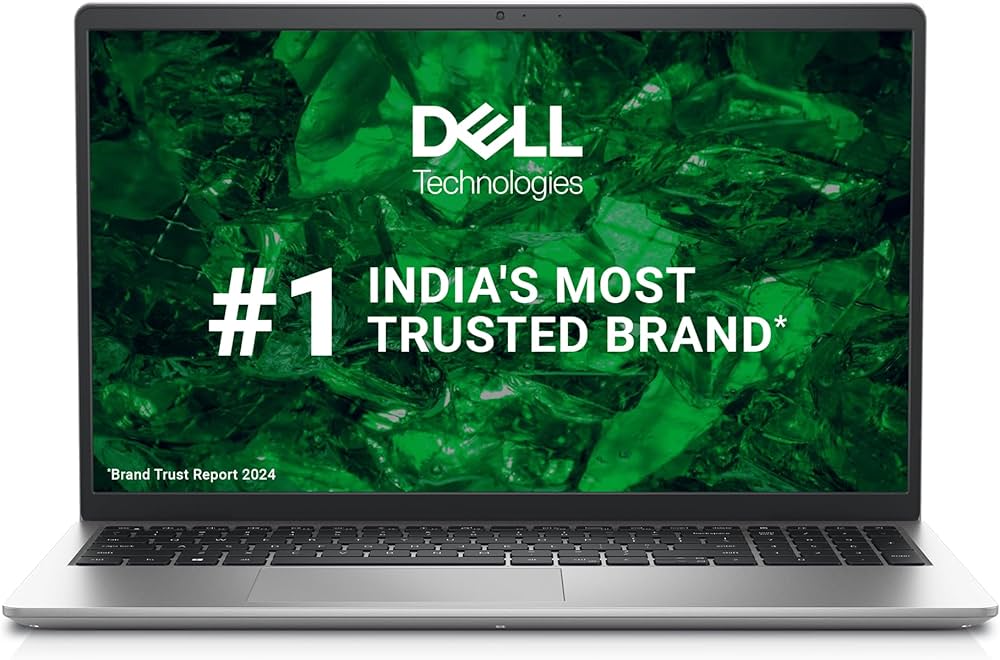 DELL
Technologies
#1 INDIA'S MOST
TRUSTED BRAND*
*Brand Trust Report 2024